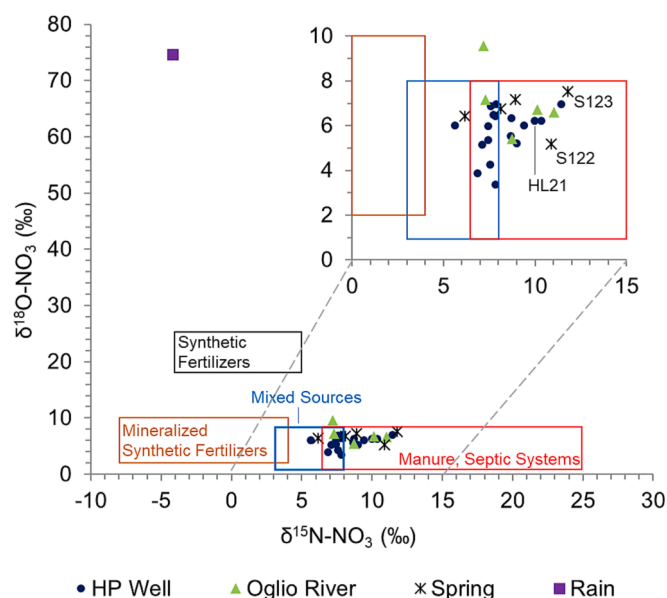 δ¹⁸O-NO₃ (‰)
80
70
60
50
40
30
20
10
0
-10
-5
0
5
10
15
20
25
30
δ¹⁵N-NO₃ (‰)
Synthetic
Fertilizers
Mixed Sources
Mineralized
Synthetic Fertilizers
Manure, Septic Systems
10
8
6
4
2
0
0
5
10
15
S123
S122
HL21
HP Well
Oglio River
Spring
Rain